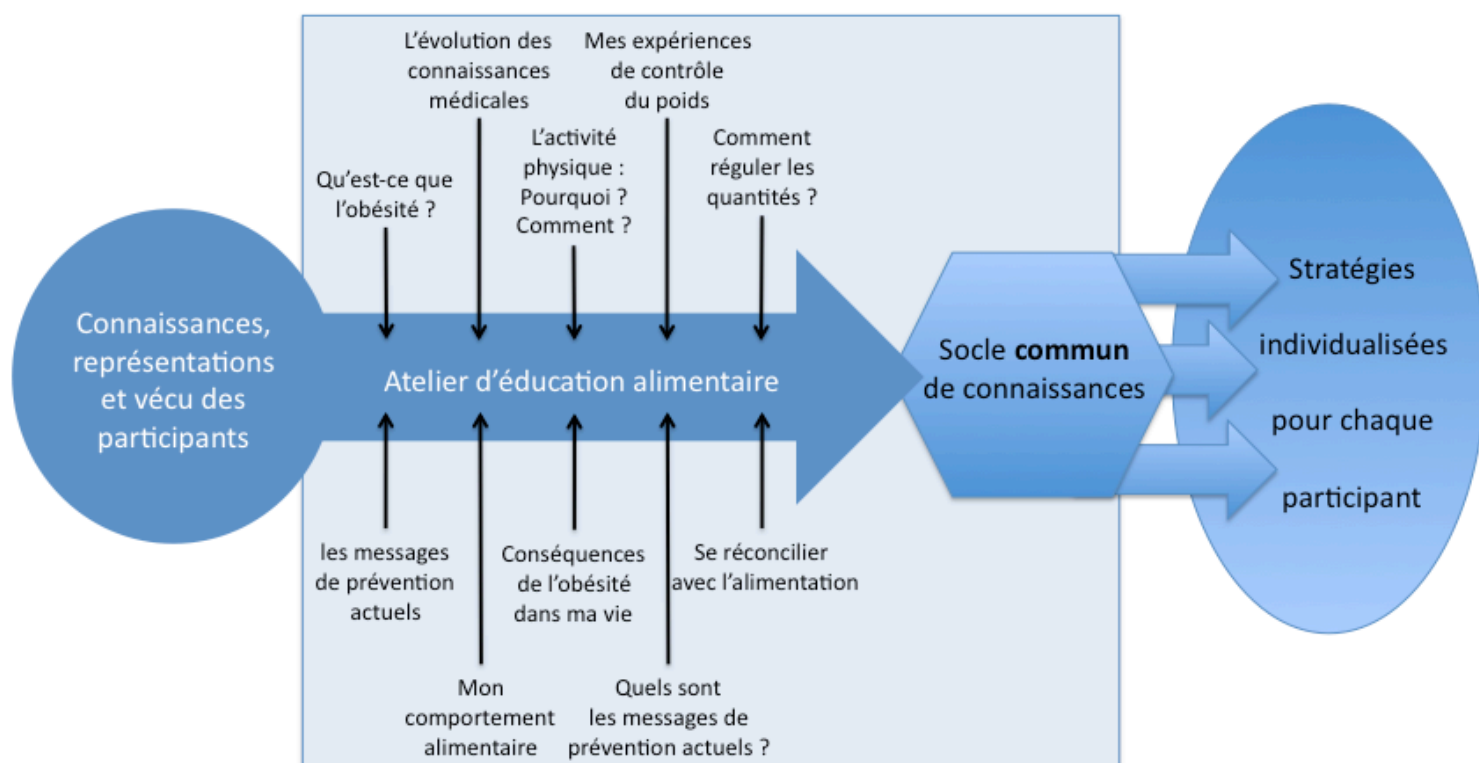 L’évolution des
connaissances
médicales
Mes expériences
de contrôle
du poids
L’activité
physique :
Pourquoi ?
Comment ?
Comment
réguler les
quantités ?
Qu’est-ce que
l’obésité ?
Connaissances,
représentations
et vécu des
participants
Atelier d’éducation alimentaire
Socle commun
de connaissances
Stratégies
individualisées
pour chaque
participant
les messages
de prévention
actuels
Conséquences
de l’obésité
dans ma vie
Se réconcilier
avec l’alimentation
Mon
comportement
alimentaire
Quels sont
les messages de
prévention actuels ?